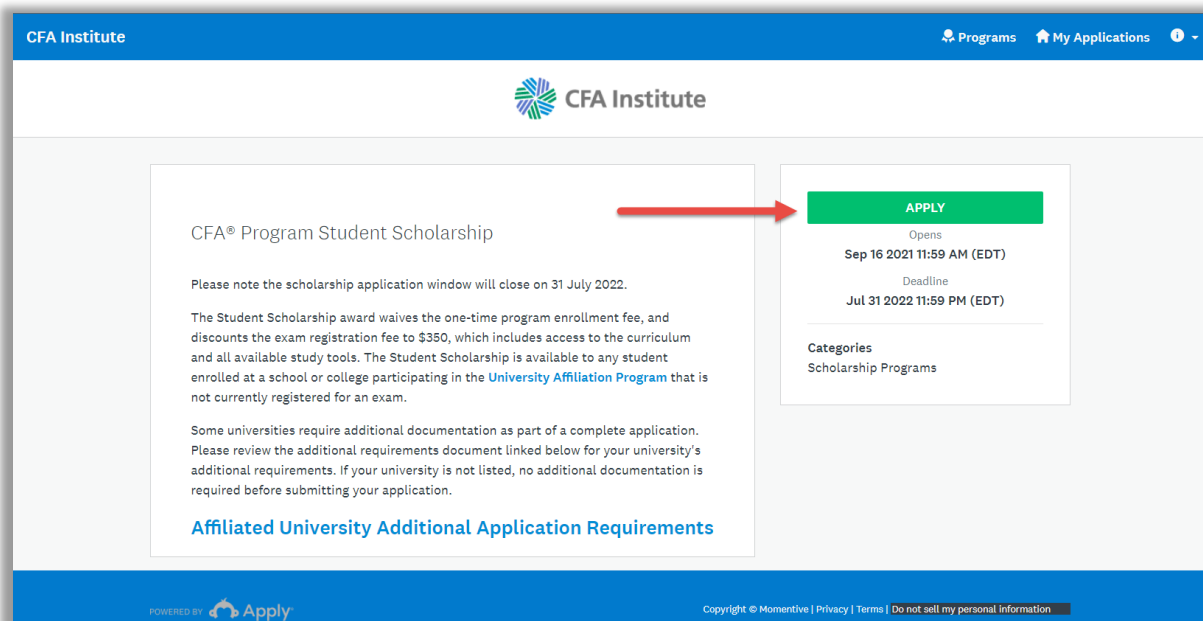 CFA Institute
Programs
My Applications
CFA Institute
CFA® Program Student Scholarship
Please note the scholarship application window will close on 31 July 2022.
The Student Scholarship award waives the one-time program enrollment fee, and
discounts the exam registration fee to $350, which includes access to the curriculum
and all available study tools. The Student Scholarship is available to any student
enrolled at a school or college participating in the University Affiliation Program that is
not currently registered for an exam.
Some universities require additional documentation as part of a complete application.
Please review the additional requirements document linked below for your university's
additional requirements. If your university is not listed, no additional documentation is
required before submitting your application.
Affiliated University Additional Application Requirements
APPLY
Opens
Sep 16 2021 11:59 AM (EDT)
Deadline
Jul 31 2022 11:59 PM (EDT)
Categories
Scholarship Programs
POWERED BY Apply
Copyright © Momentive | Privacy | Terms | Do not sell my personal information